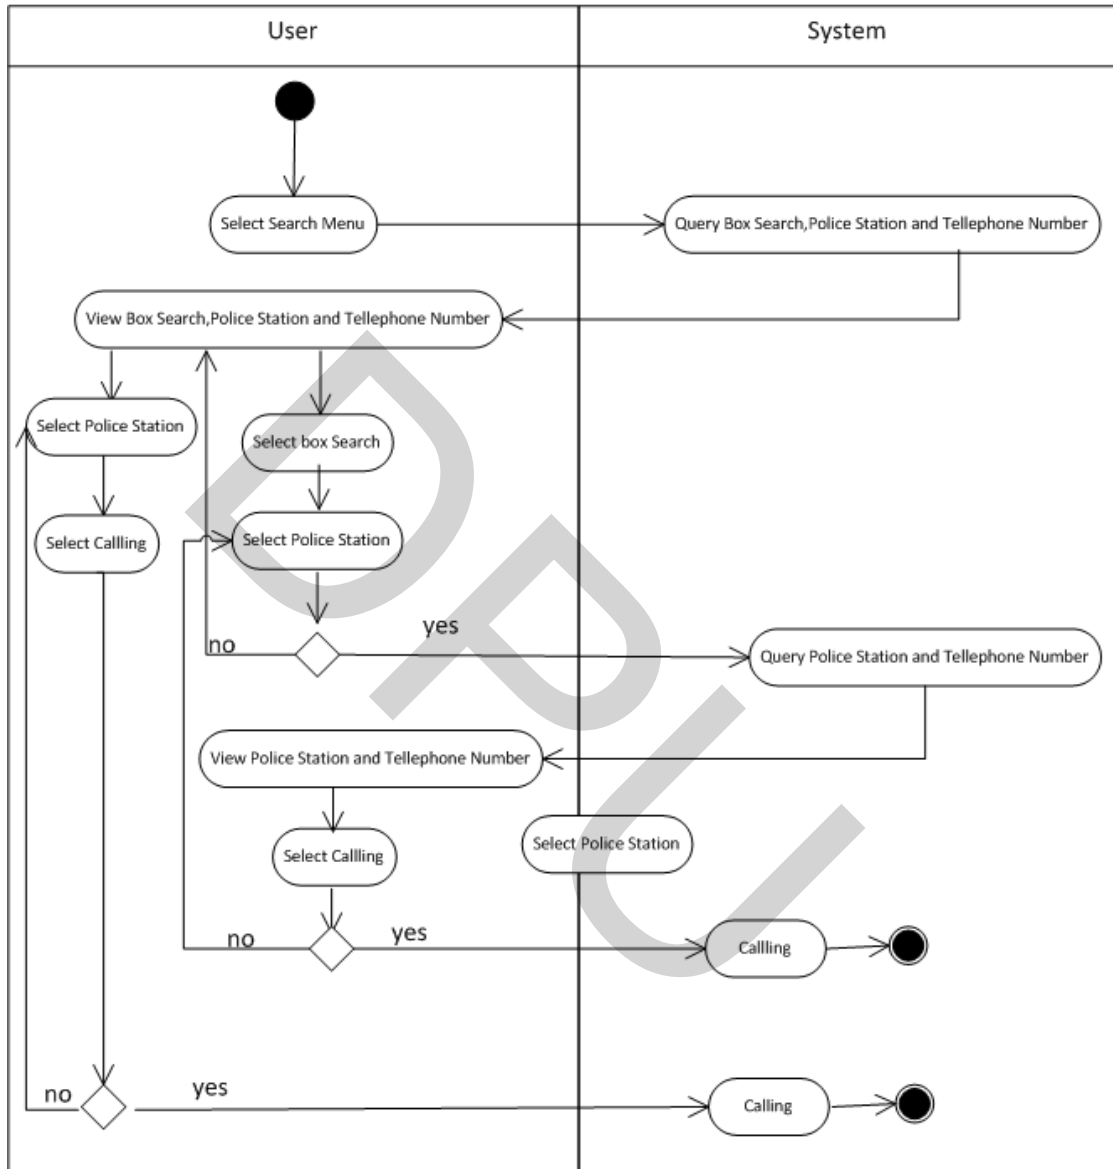 User
System
Select Search Menu
Query Box Search,Police Station and Tellephone Number
View Box Search,Police Station and Tellephone Number
Select Police Station
Select box Search
Select Callling
Select Police Station
no
yes
Query Police Station and Tellephone Number
View Police Station and Tellephone Number
Select Police Station
Select Callling
no
yes
Callling
no
yes
Calling
DPU